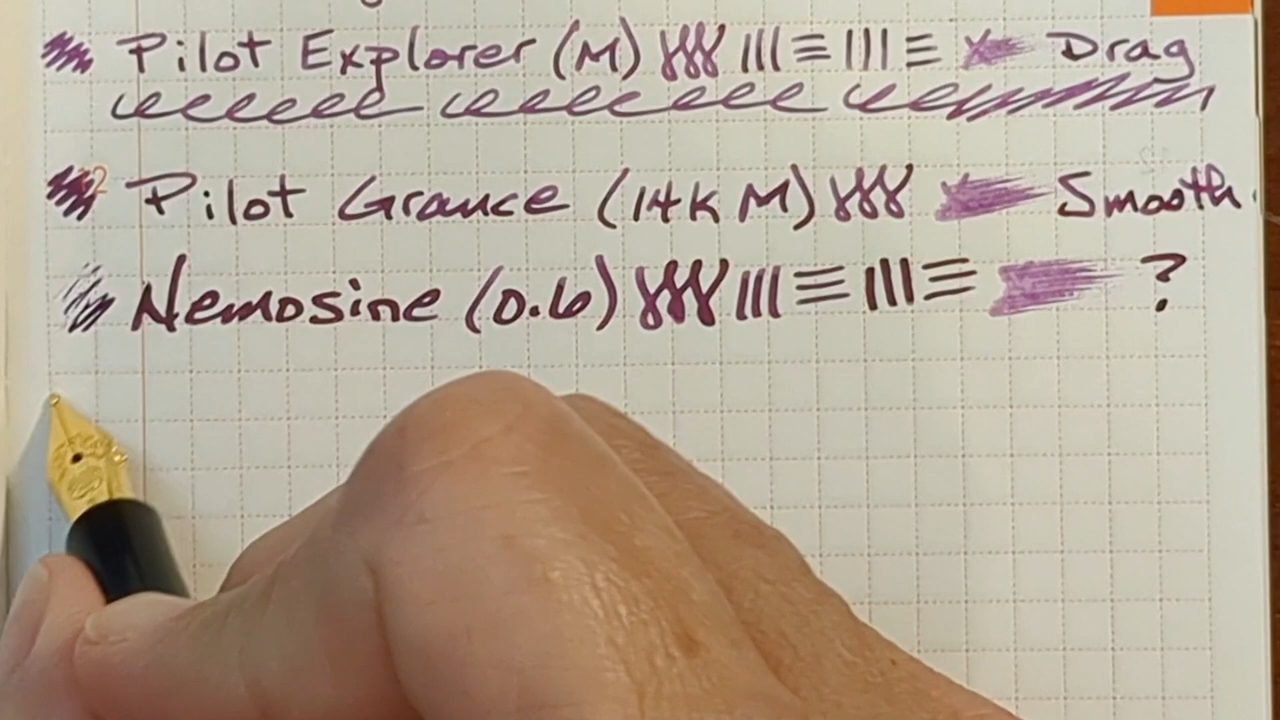 Pilot Explorer (M) Drag
Pilot Grance (14K M) Smooth.
Nemosine (0.6) ?